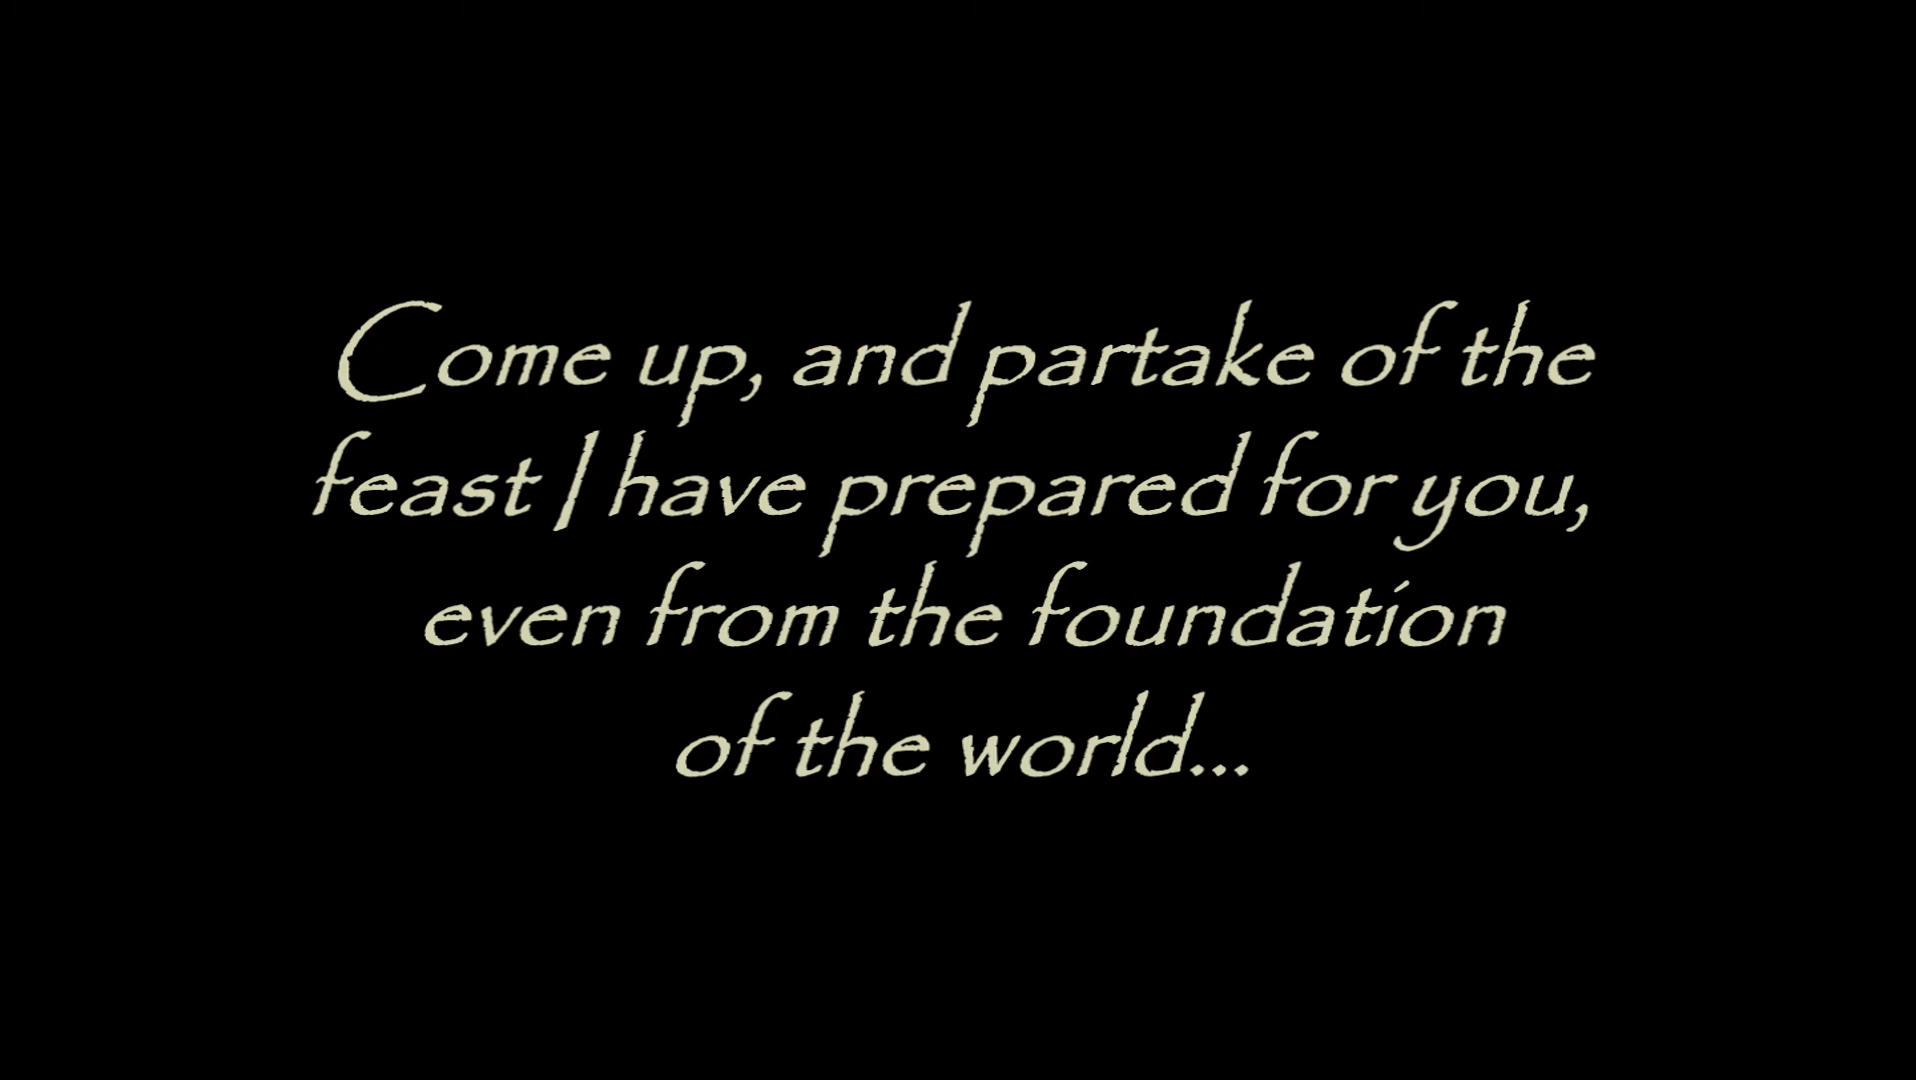 Come up, and partake of the
feast I have prepared for you,
even from the foundation
of the world...